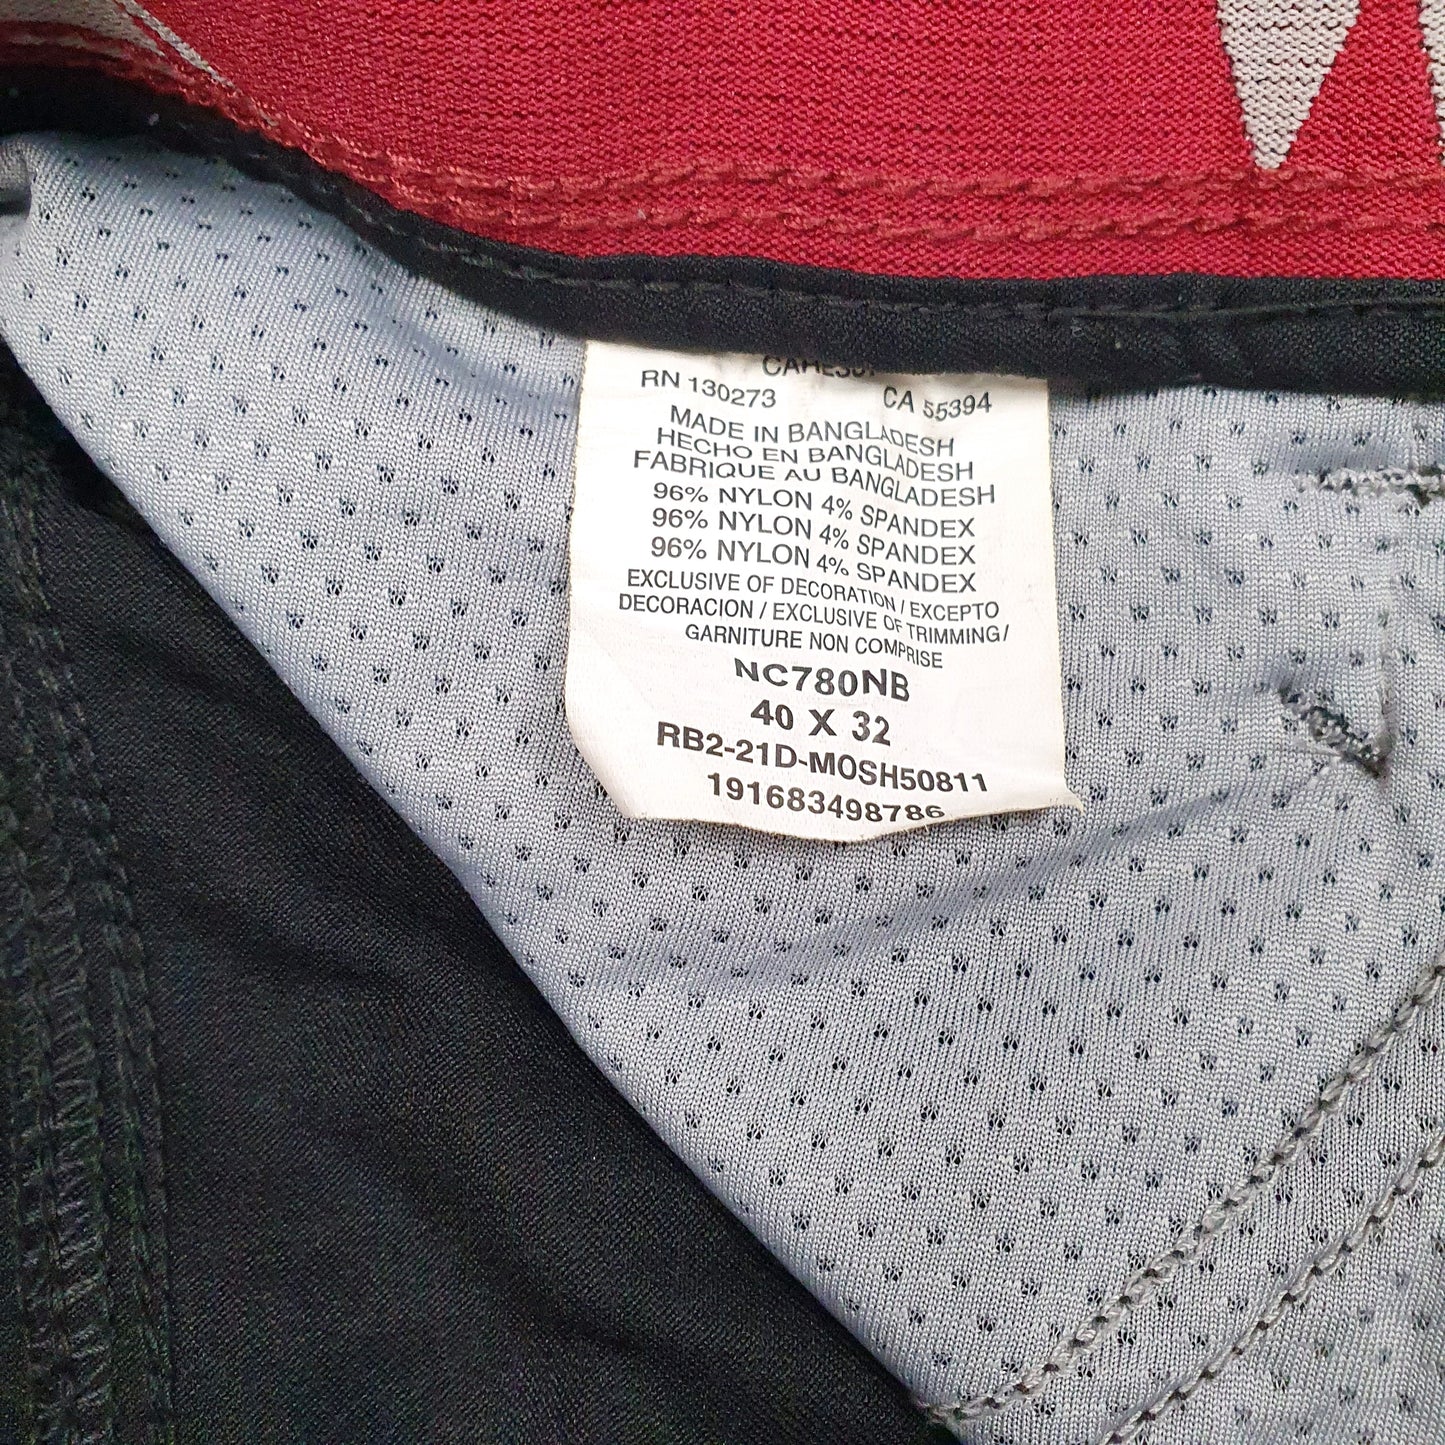 RN 130273 CA 55394
MADE IN BANGLADESH
HECHO EN BANGLADESH
FABRIQUE AU BANGLADESH
96% NYLON 4% SPANDEX
96% NYLON 4% SPANDEX
96% NYLON 4% SPANDEX
EXCLUSIVE OF DECORATION / EXCEPTO
DECORACION / EXCLUSIVE OF TRIMMING/
GARNITURE NON COMPRISE
NC780NB
40 X 32
RB2-21D-MOSH50811
191683498786